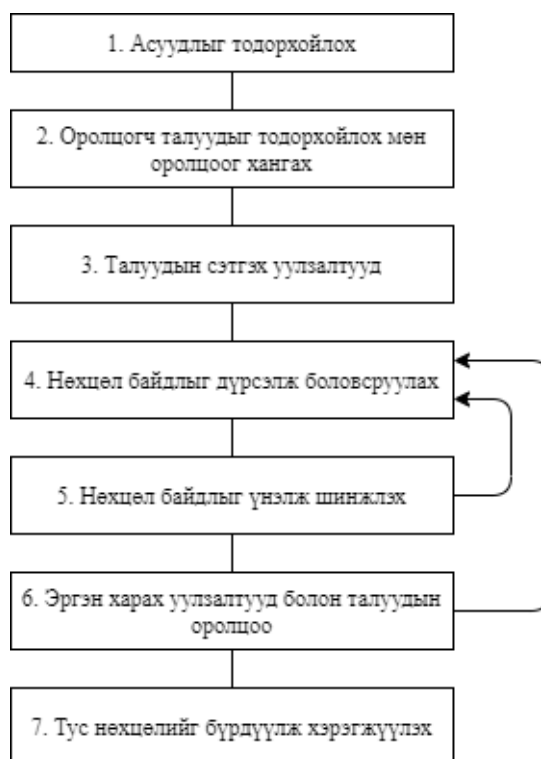 1. Асуудлыг тодорхойлох
2. Оролцогч талуудыг тодорхойлох мөн
оролцоог хангах
3. Талуудын сэтгэх уулзалтууд
4. Нөхцөл байдлыг дүрсэлж боловсруулах
5. Нөхцөл байдлыг үнэлж шинжлэх
6. Эргэн харах уулзалтууд болон талуудын
оролцоо
7. Тус нөхцөлийг бүрдүүлж хэрэгжүүлэх